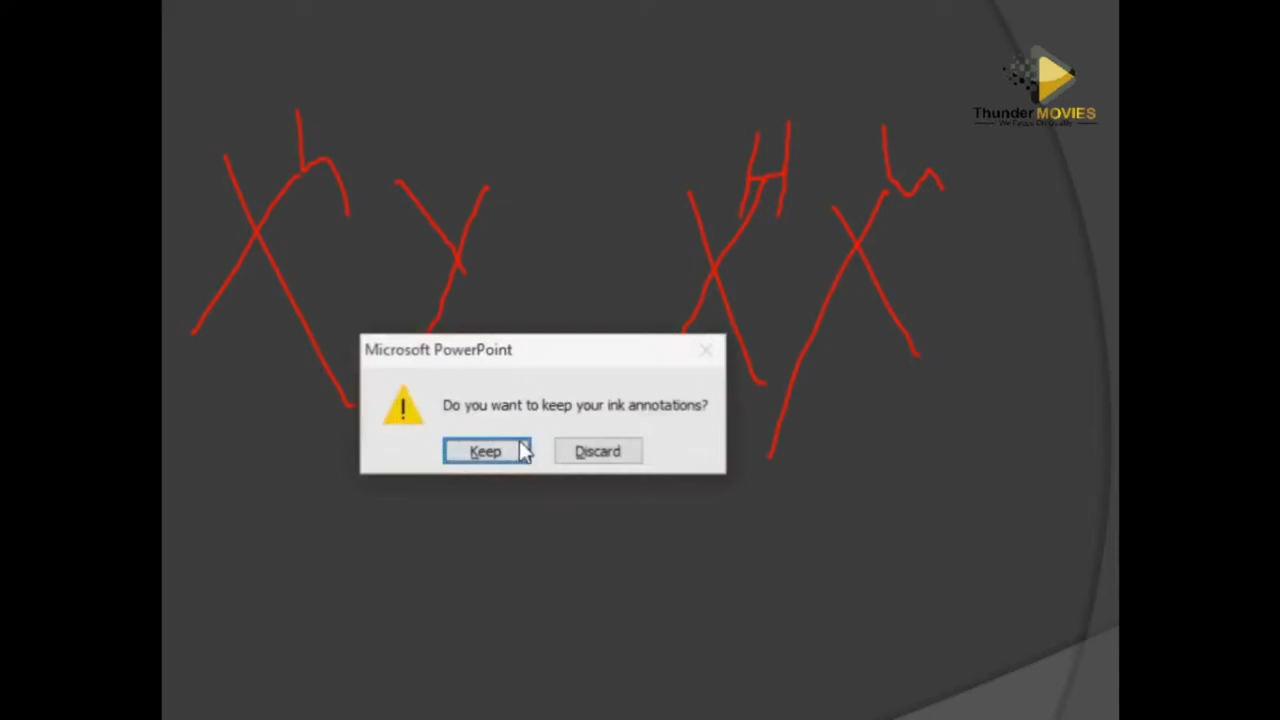 Thunder MOVIES
X^h Y X^H X^h
Microsoft PowerPoint
Do you want to keep your ink annotations?
Keep Discard